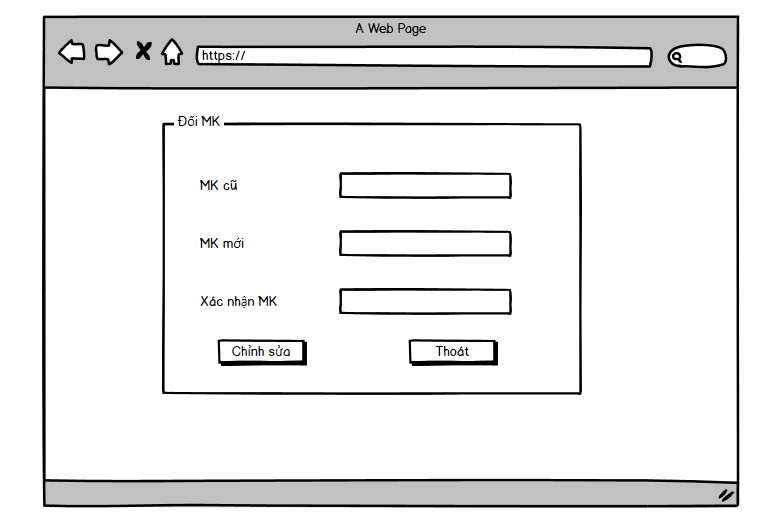 A Web Page
https://
Đổi MK
MK cũ
MK mới
Xác nhận MK
Chỉnh sửa
Thoát